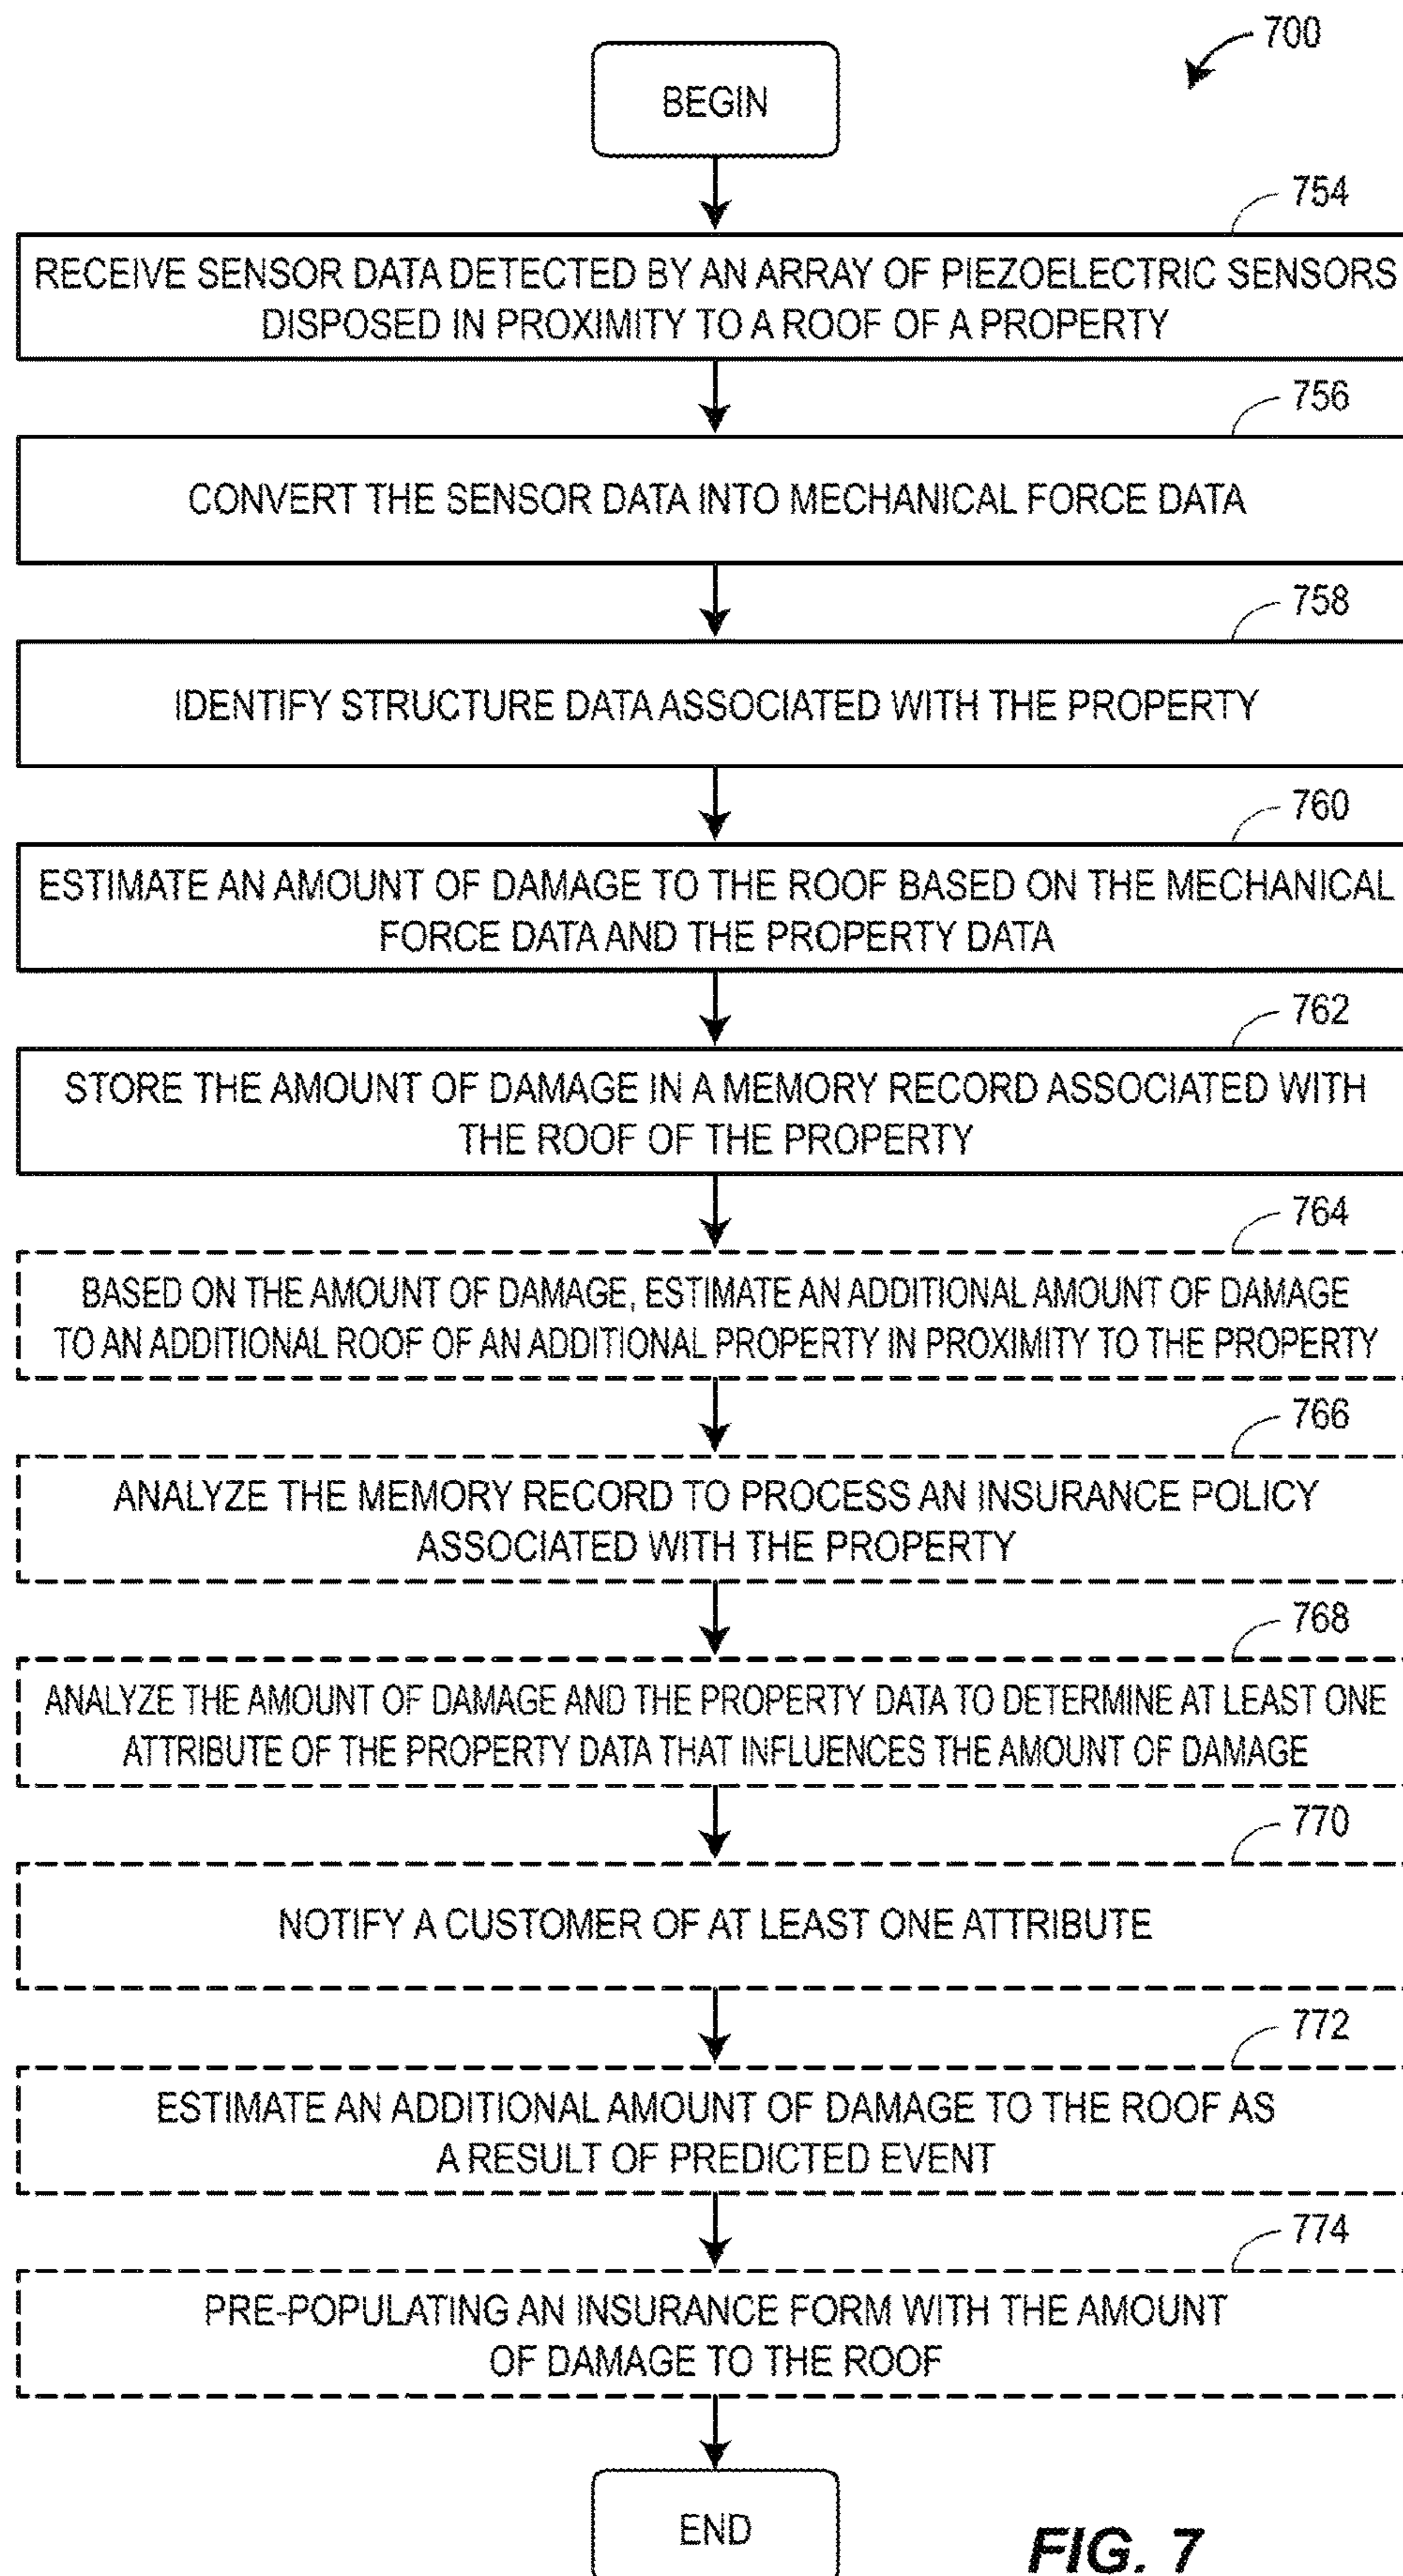 700
BEGIN
754
RECEIVE SENSOR DATA DETECTED BY AN ARRAY OF PIEZOELECTRIC SENSORS
DISPOSED IN PROXIMITY TO A ROOF OF A PROPERTY
756
CONVERT THE SENSOR DATA INTO MECHANICAL FORCE DATA
758
IDENTIFY STRUCTURE DATA ASSOCIATED WITH THE PROPERTY
760
ESTIMATE AN AMOUNT OF DAMAGE TO THE ROOF BASED ON THE MECHANICAL
FORCE DATA AND THE PROPERTY DATA
762
STORE THE AMOUNT OF DAMAGE IN A MEMORY RECORD ASSOCIATED WITH
THE ROOF OF THE PROPERTY
764
BASED ON THE AMOUNT OF DAMAGE, ESTIMATE AN ADDITIONAL AMOUNT OF DAMAGE
TO AN ADDITIONAL ROOF OF AN ADDITIONAL PROPERTY IN PROXIMITY TO THE PROPERTY
766
ANALYZE THE MEMORY RECORD TO PROCESS AN INSURANCE POLICY
ASSOCIATED WITH THE PROPERTY
768
ANALYZE THE AMOUNT OF DAMAGE AND THE PROPERTY DATA TO DETERMINE AT LEAST ONE
ATTRIBUTE OF THE PROPERTY DATA THAT INFLUENCES THE AMOUNT OF DAMAGE
770
NOTIFY A CUSTOMER OF AT LEAST ONE ATTRIBUTE
772
ESTIMATE AN ADDITIONAL AMOUNT OF DAMAGE TO THE ROOF AS
A RESULT OF PREDICTED EVENT
774
PRE-POPULATING AN INSURANCE FORM WITH THE AMOUNT
OF DAMAGE TO THE ROOF
END
FIG. 7